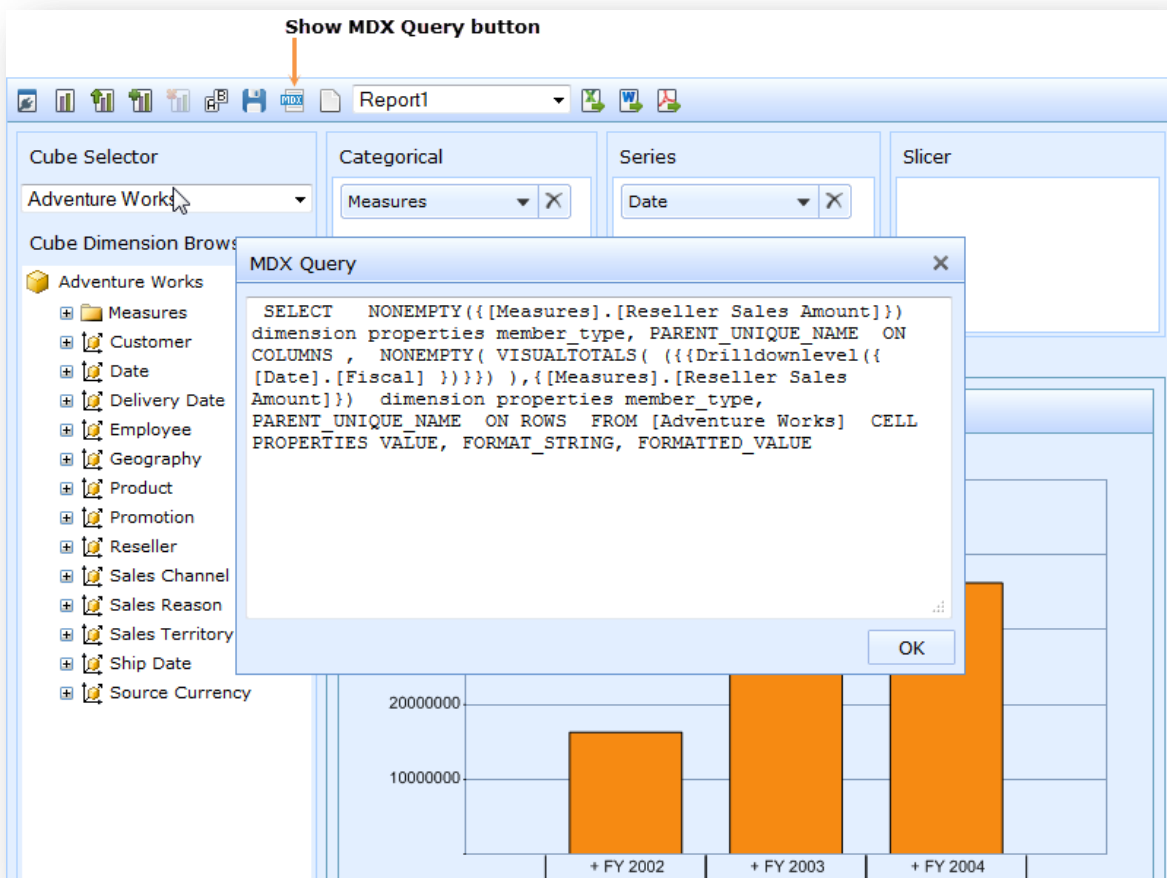 Show MDX Query button
MDX
Report1
Cube Selector
Categorical
Series
Slicer
Adventure Works
Measures
Date
Cube Dimension Brows
MDX Query
Adventure Works
Measures
Customer
Date
Delivery Date
Employee
Geography
Product
Promotion
Reseller
Sales Channel
Sales Reason
Sales Territory
Ship Date
Source Currency
SELECT NONEMPTY({[Measures].[Reseller Sales Amount]})
dimension properties member_type, PARENT_UNIQUE_NAME ON
COLUMNS , NONEMPTY( VISUALTOTALS( ({{Drilldownlevel({
[Date].[Fiscal] })}}) ),{[Measures].[Reseller Sales
Amount]}) dimension properties member_type,
PARENT_UNIQUE_NAME ON ROWS FROM [Adventure Works] CELL
PROPERTIES VALUE, FORMAT_STRING, FORMATTED_VALUE
OK
20000000
10000000
+ FY 2002
+ FY 2003
+ FY 2004